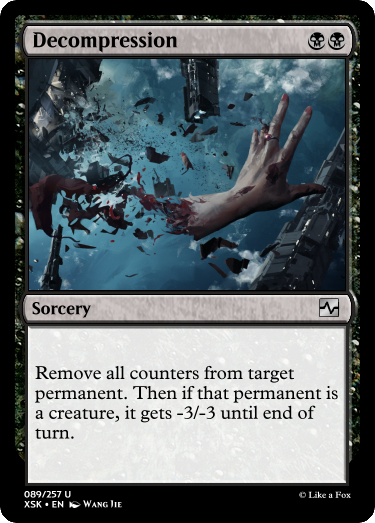 Decompression
Sorcery
Remove all counters from target
permanent. Then if that permanent is
a creature, it gets -3/-3 until end of
turn.
089/257 U
XSK • EN Wang Jie
© Like a Fox